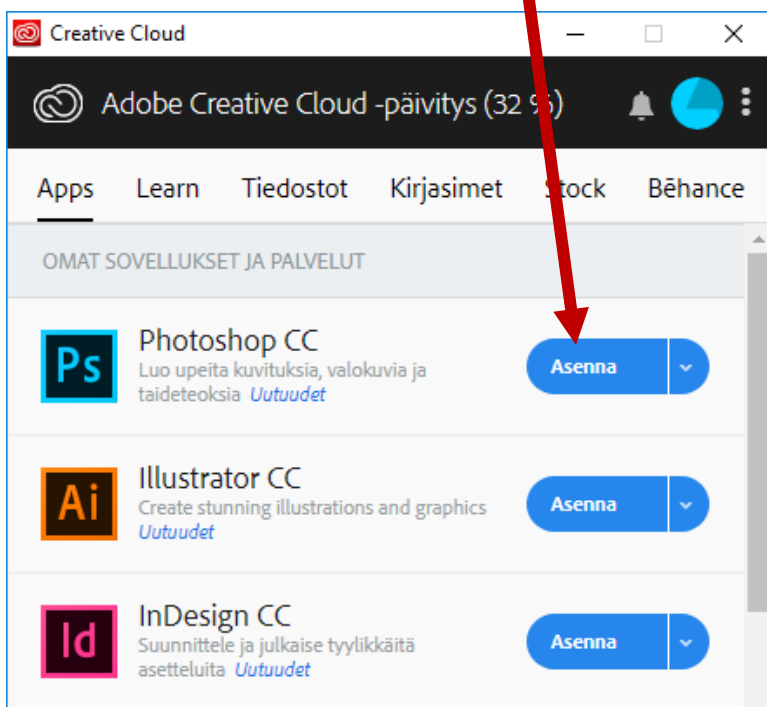 Creative Cloud
Adobe Creative Cloud -päivitys (32 %)
Apps Learn Tiedostot Kirjasimet Stock Bēhance
OMAT SOVELLUKSET JA PALVELUT
Ps
Photoshop CC
Luo upeita kuvituksia, valokuvia ja
taideteoksia Uutuudet
Asenna
Ai
Illustrator CC
Create stunning illustrations and graphics
Uutuudet
Asenna
Id
InDesign CC
Suunnittele ja julkaise tyylikkäitä
asetteluita Uutuudet
Asenna